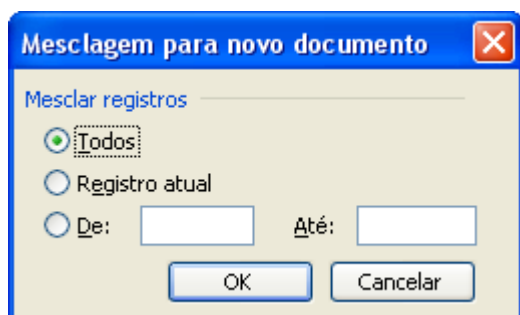 Mesclagem para novo documento
Mesclar registros
Todos
Registro atual
De: Até:
OK Cancelar